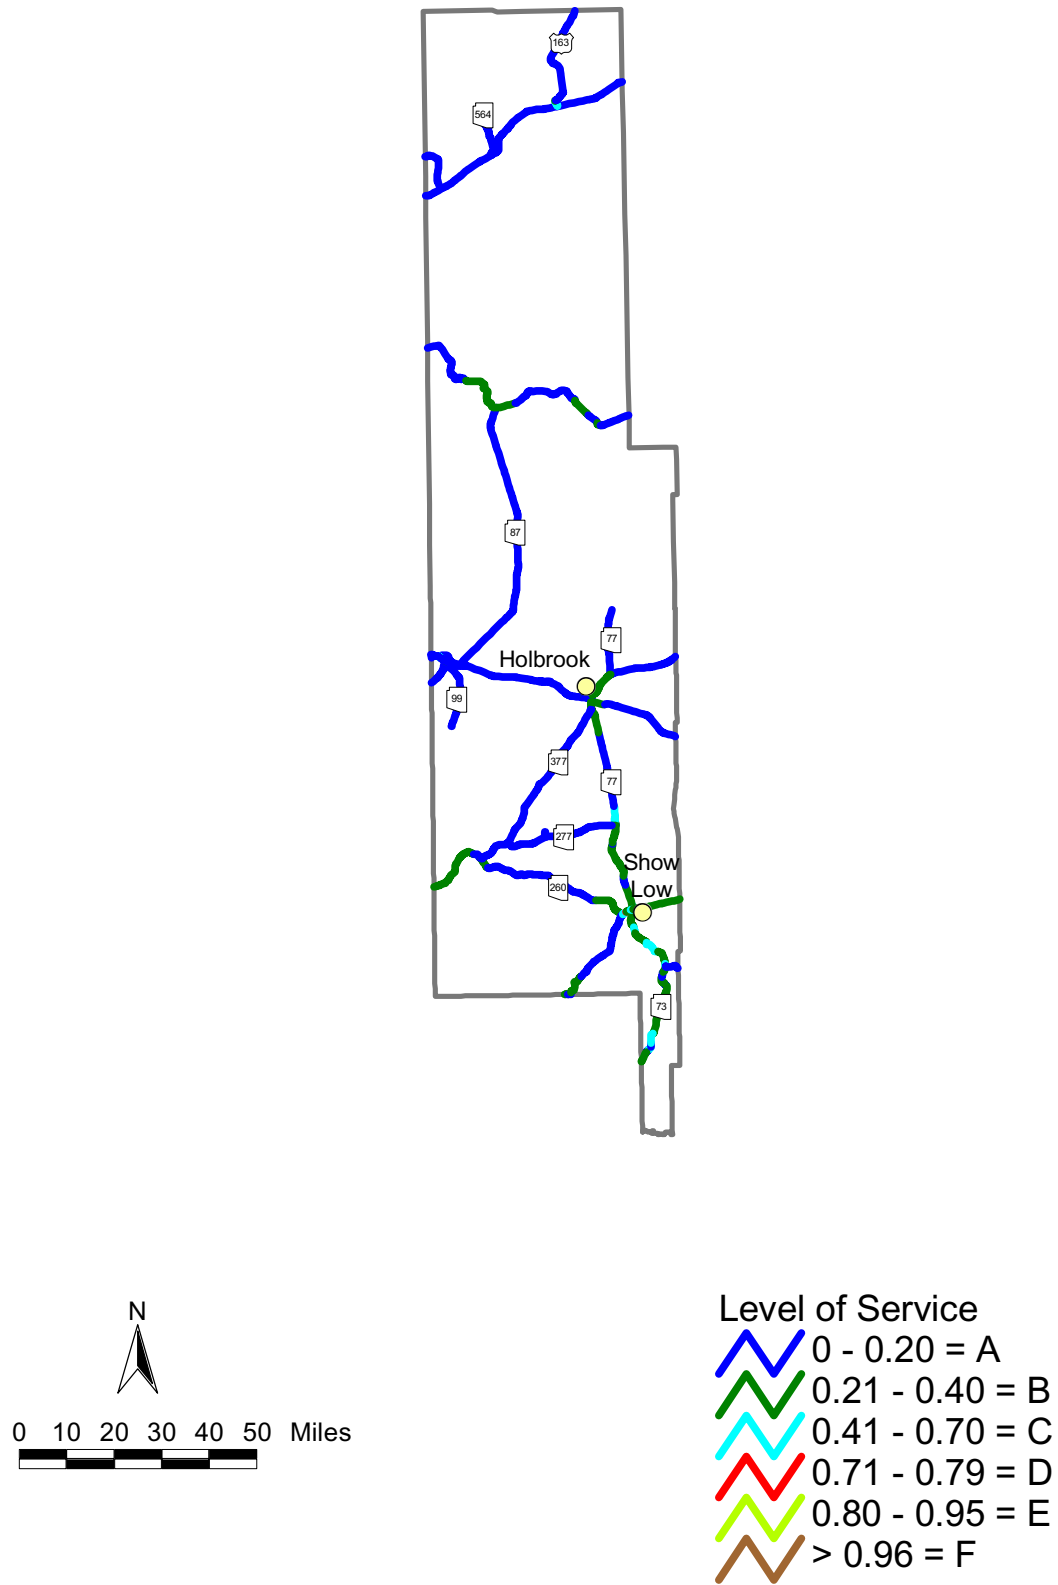 163
564
87
77
Holbrook
99
377
77
277
Show
Low
260
73
N
0 10 20 30 40 50 Miles
Level of Service
0 - 0.20 = A
0.21 - 0.40 = B
0.41 - 0.70 = C
0.71 - 0.79 = D
0.80 - 0.95 = E
> 0.96 = F